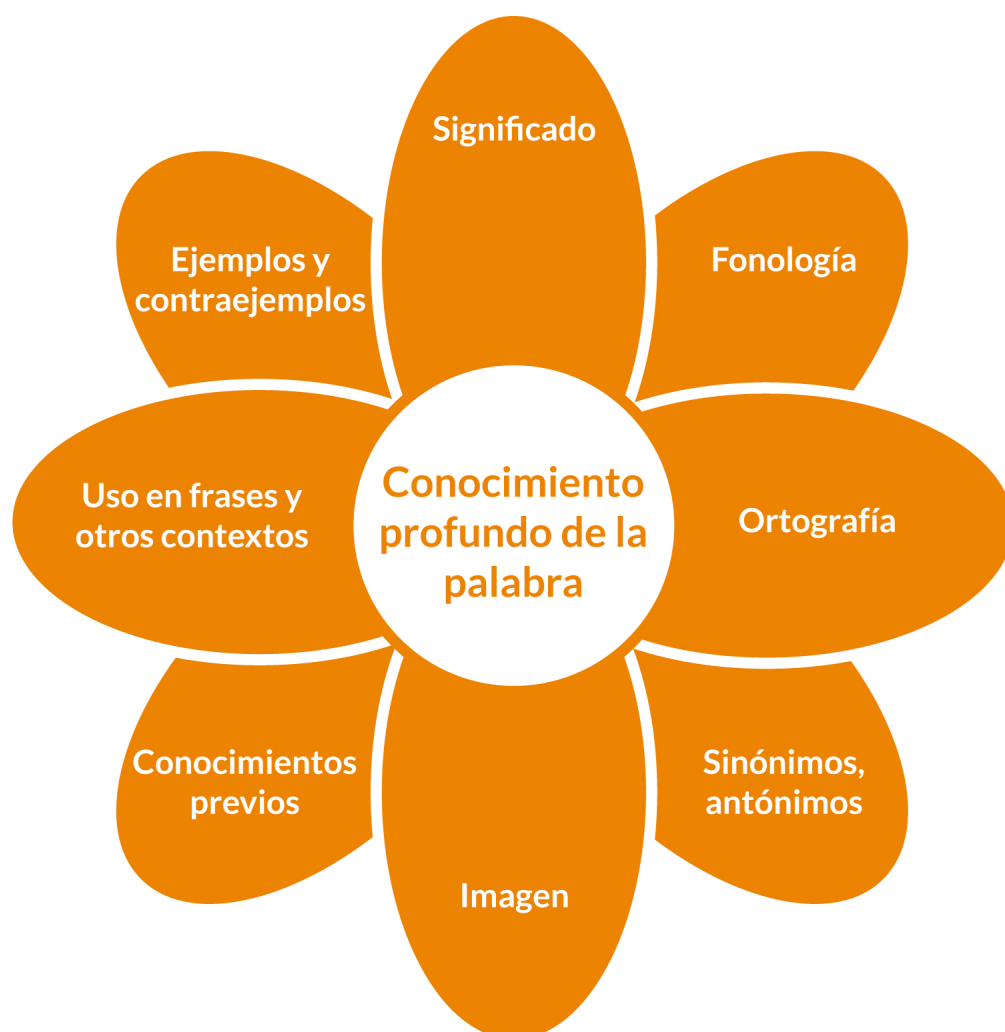 Significado
Ejemplos y
contraejemplos
Fonología
Uso en frases y
otros contextos
Conocimiento
profundo de la
palabra
Ortografía
Conocimientos
previos
Sinónimos,
antónimos
Imagen